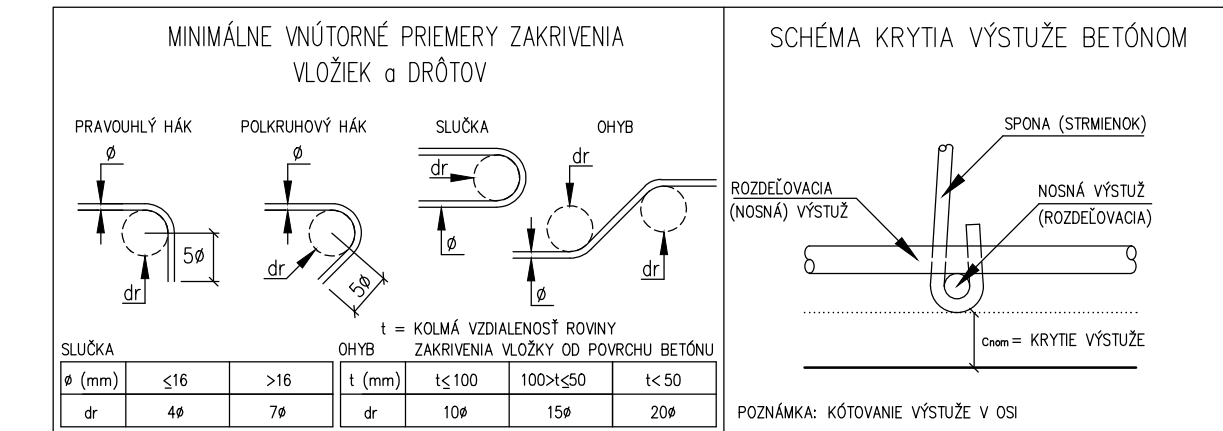 MINIMÁLNE VNÚTORNÉ PRIEMERY ZAKRIVENIA
VLOŽIEK a DRÔTOV
PRAVOUHLÝ HÁK
POLKRUHOVÝ HÁK
SLUČKA
OHYB
ø
ø
dr
dr
5ø
dr
dr
5ø
ø
ø
dr
t = KOLMÁ VZDIALENOSŤ ROVINY
ZAKRIVENIA VLOŽKY OD POVRCHU BETÓNU
SLUČKA
ø (mm) ≤16 >16
dr 4ø 7ø
OHYB
t (mm) t≤100 100>t≤50 t<50
dr 10ø 15ø 20ø
SCHÉMA KRYTIA VÝSTUŽE BETÓNOM
SPONA (STRMIENOK)
ROZDEĽOVACIA
(NOSNÁ) VÝSTUŽ
NOSNÁ VÝSTUŽ
(ROZDEĽOVACIA)
Cnom = KRYTIE VÝSTUŽE
POZNÁMKA: KÓTOVANIE VÝSTUŽE V OSI